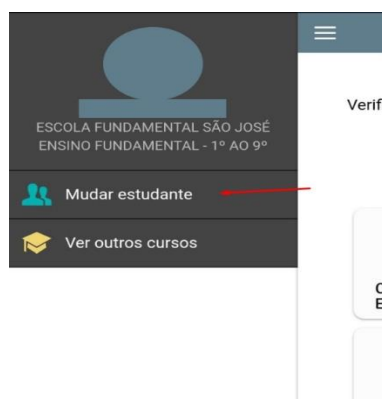 ESCOLA FUNDAMENTAL SÃO JOSÉ
ENSINO FUNDAMENTAL - 1º AO 9º
Mudar estudante
Ver outros cursos
Verif